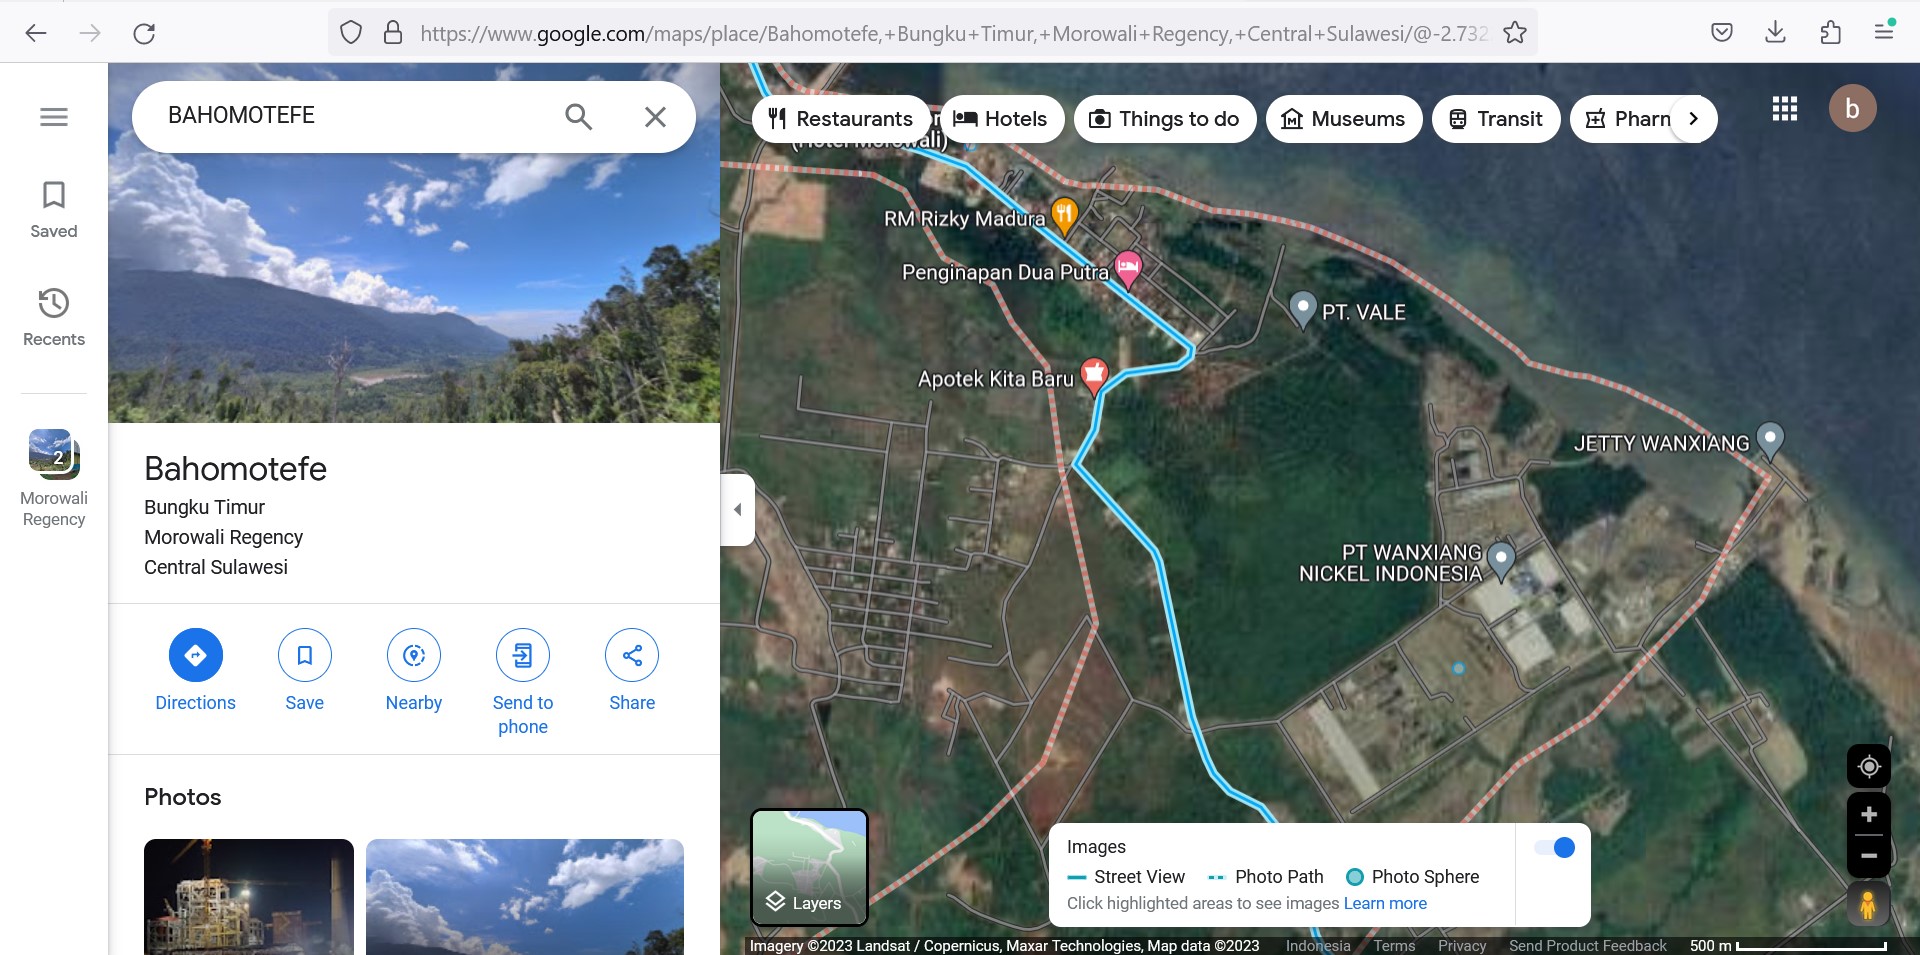 https://www.google.com/maps/place/Bahomotefe,+Bungku+Timur,+Morowali+Regency,+Central+Sulawesi/@-2.732
BAHOMOTEFE
Restaurants
Hotels
Things to do
Museums
Transit
Pharm
b
(Hotel Morowali)
Saved
Recents
2
Morowali
Regency
RM Rizky Madura
Penginapan Dua Putra
PT. VALE
Apotek Kita Baru
JETTY WANXIANG
PT WANXIANG
NICKEL INDONESIA
Bahomotefe
Bungku Timur
Morowali Regency
Central Sulawesi
Directions
Save
Nearby
Send to
phone
Share
Photos
Layers
Images
Street View
Photo Path
Photo Sphere
Click highlighted areas to see images Learn more
Imagery ©2023 Landsat / Copernicus, Maxar Technologies, Map data ©2023
Indonesia
Terms
Privacy
Send Product Feedback
500 m